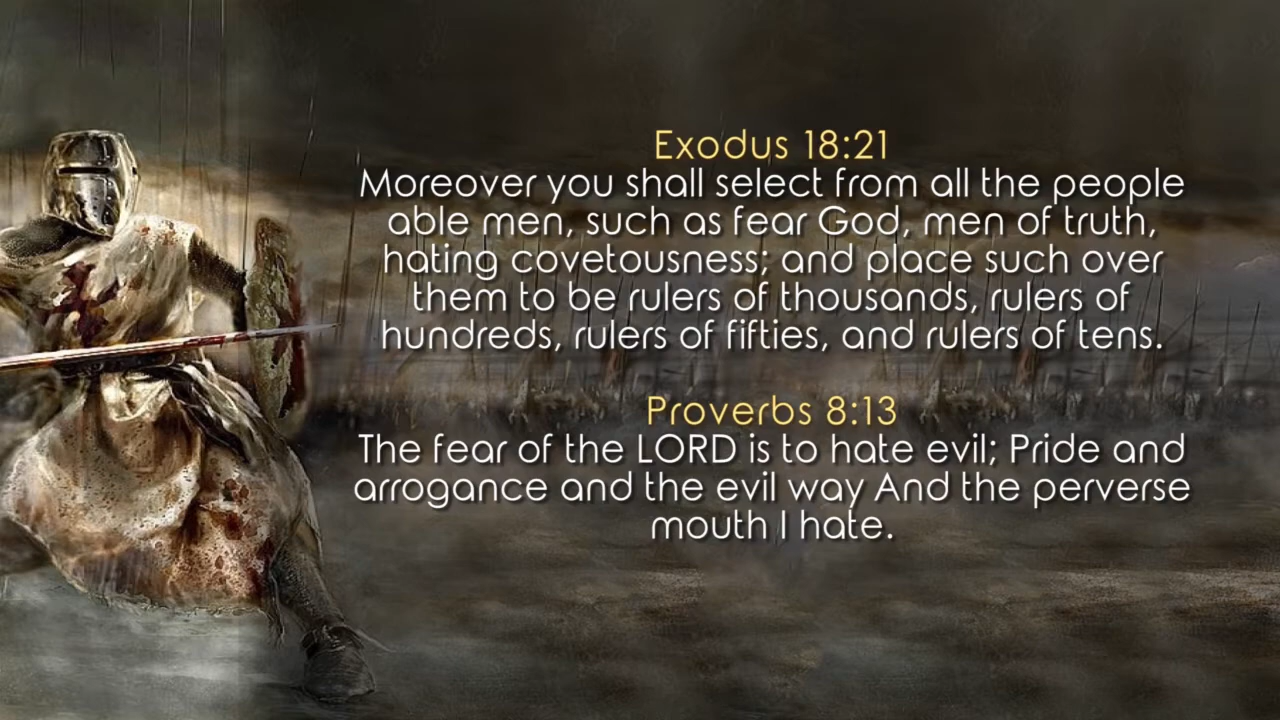 Exodus 18:21
Moreover you shall select from all the people
able men, such as fear God, men of truth,
hating covetousness; and place such over
them to be rulers of thousands, rulers of
hundreds, rulers of fifties, and rulers of tens.
Proverbs 8:13
The fear of the LORD is to hate evil; Pride and
arrogance and the evil way And the perverse
mouth I hate.